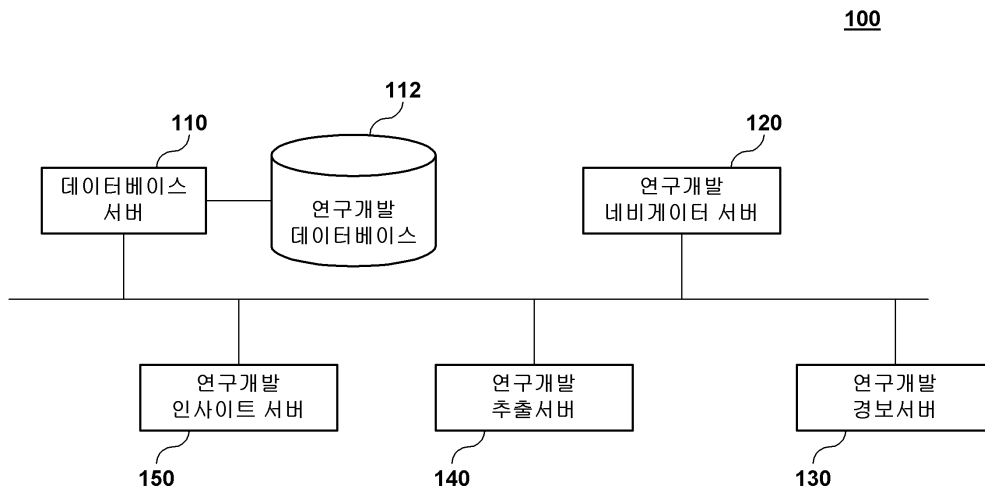 100
110
112
120
데이터베이스
서버
연구개발
데이터베이스
연구개발
네비게이터 서버
연구개발
인사이트 서버
연구개발
추출서버
연구개발
경보서버
150
140
130